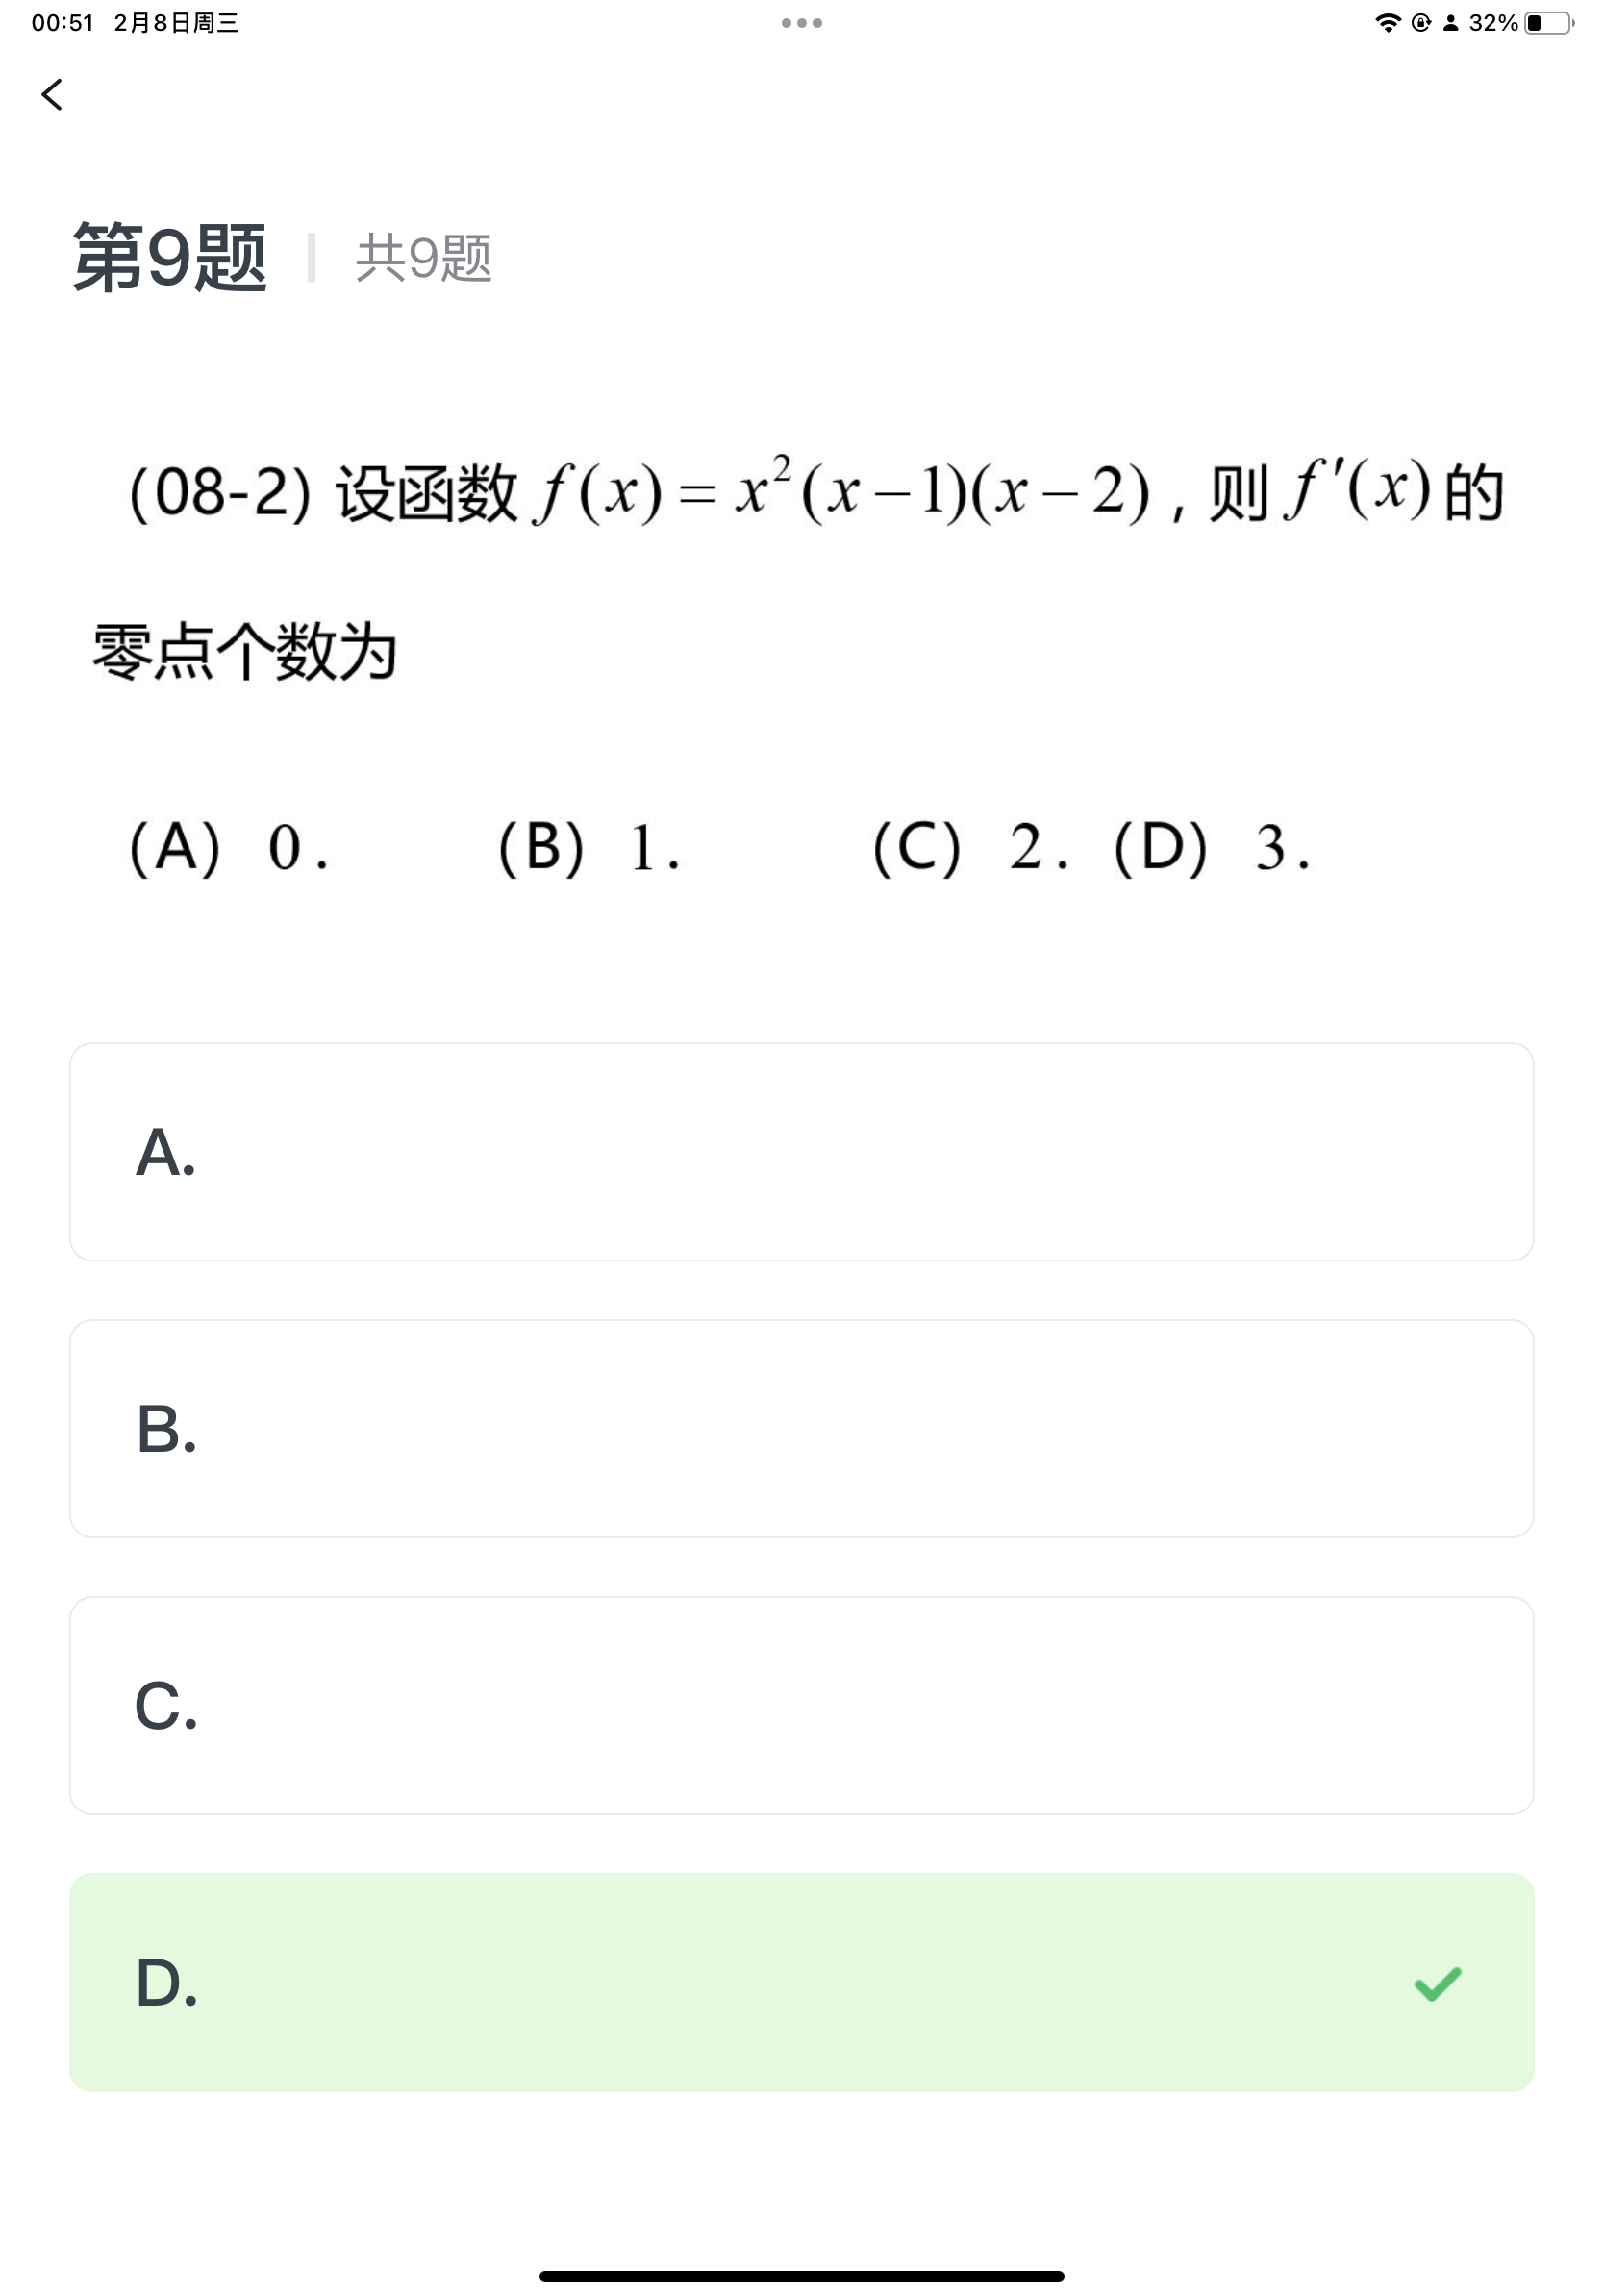 00:51 2月8日周三
32%
第9题 共9题
(08-2) 设函数 f(x) = x²(x−1)(x−2) , 则 f′(x) 的
零点个数为
(A) 0. (B) 1. (C) 2. (D) 3.
A.
B.
C.
D.